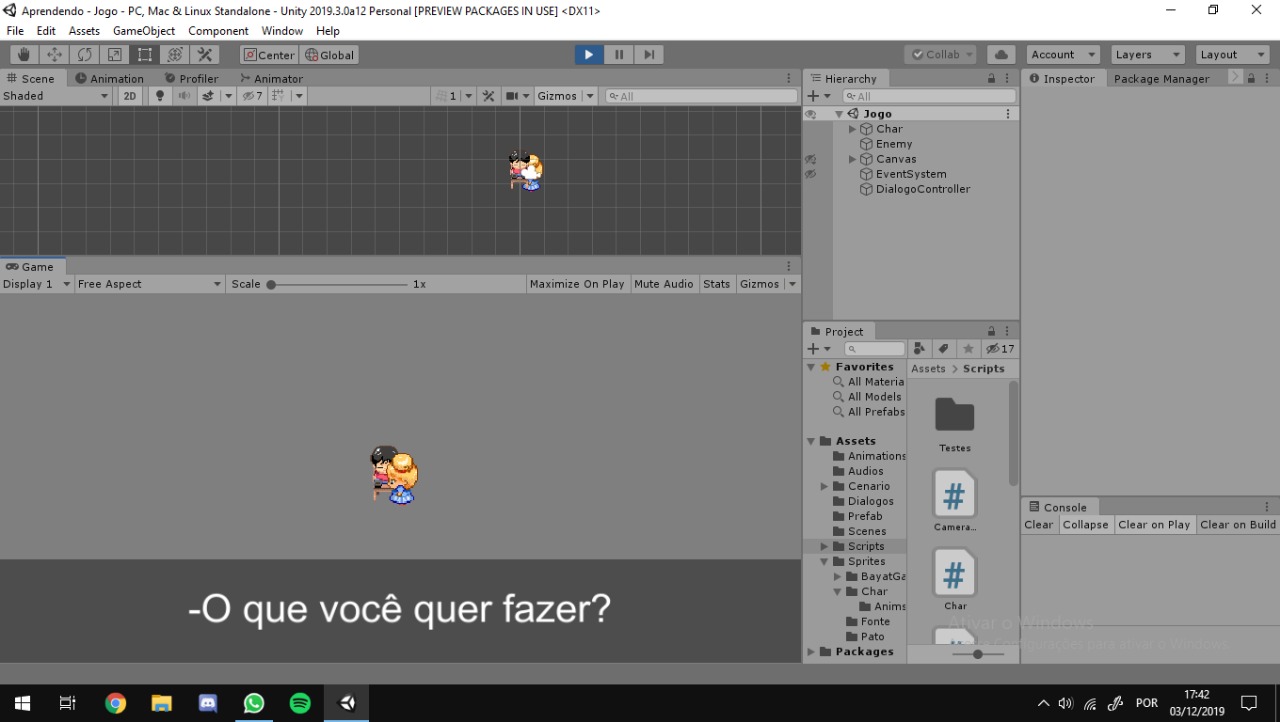 Aprendendo - Jogo - PC, Mac & Linux Standalone - Unity 2019.3.0a12 Personal [PREVIEW PACKAGES IN USE] <DX11>
File Edit Assets GameObject Component Window Help
Center Global Collab Account Layers Layout
Scene Animation Profiler Animator
Shaded 2D 7 1 Gizmos All
Game
Display 1 Free Aspect Scale 1x Maximize On Play Mute Audio Stats Gizmos
-O que você quer fazer?
Hierarchy
All
Jogo
Char
Enemy
Canvas
EventSystem
DialogoController
Project
17
Favorites
All Materia
All Models
All Prefabs
Assets
Animations
Audios
Cenario
Dialogos
Prefab
Scenes
Scripts
Sprites
BayatGa
Char
Anims
Fonte
Pato
Packages
Assets > Scripts
Testes
Camera...
Char
Inspector Package Manager
Console
Clear Collapse Clear on Play Clear on Build
Ativar o Windows
Configurações para ativar o Windows.
POR
17:42
03/12/2019